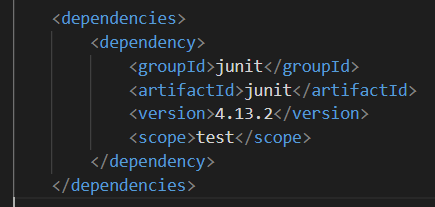 <dependencies>
<dependency>
<groupId>junit</groupId>
<artifactId>junit</artifactId>
<version>4.13.2</version>
<scope>test</scope>
</dependency>
</dependencies>